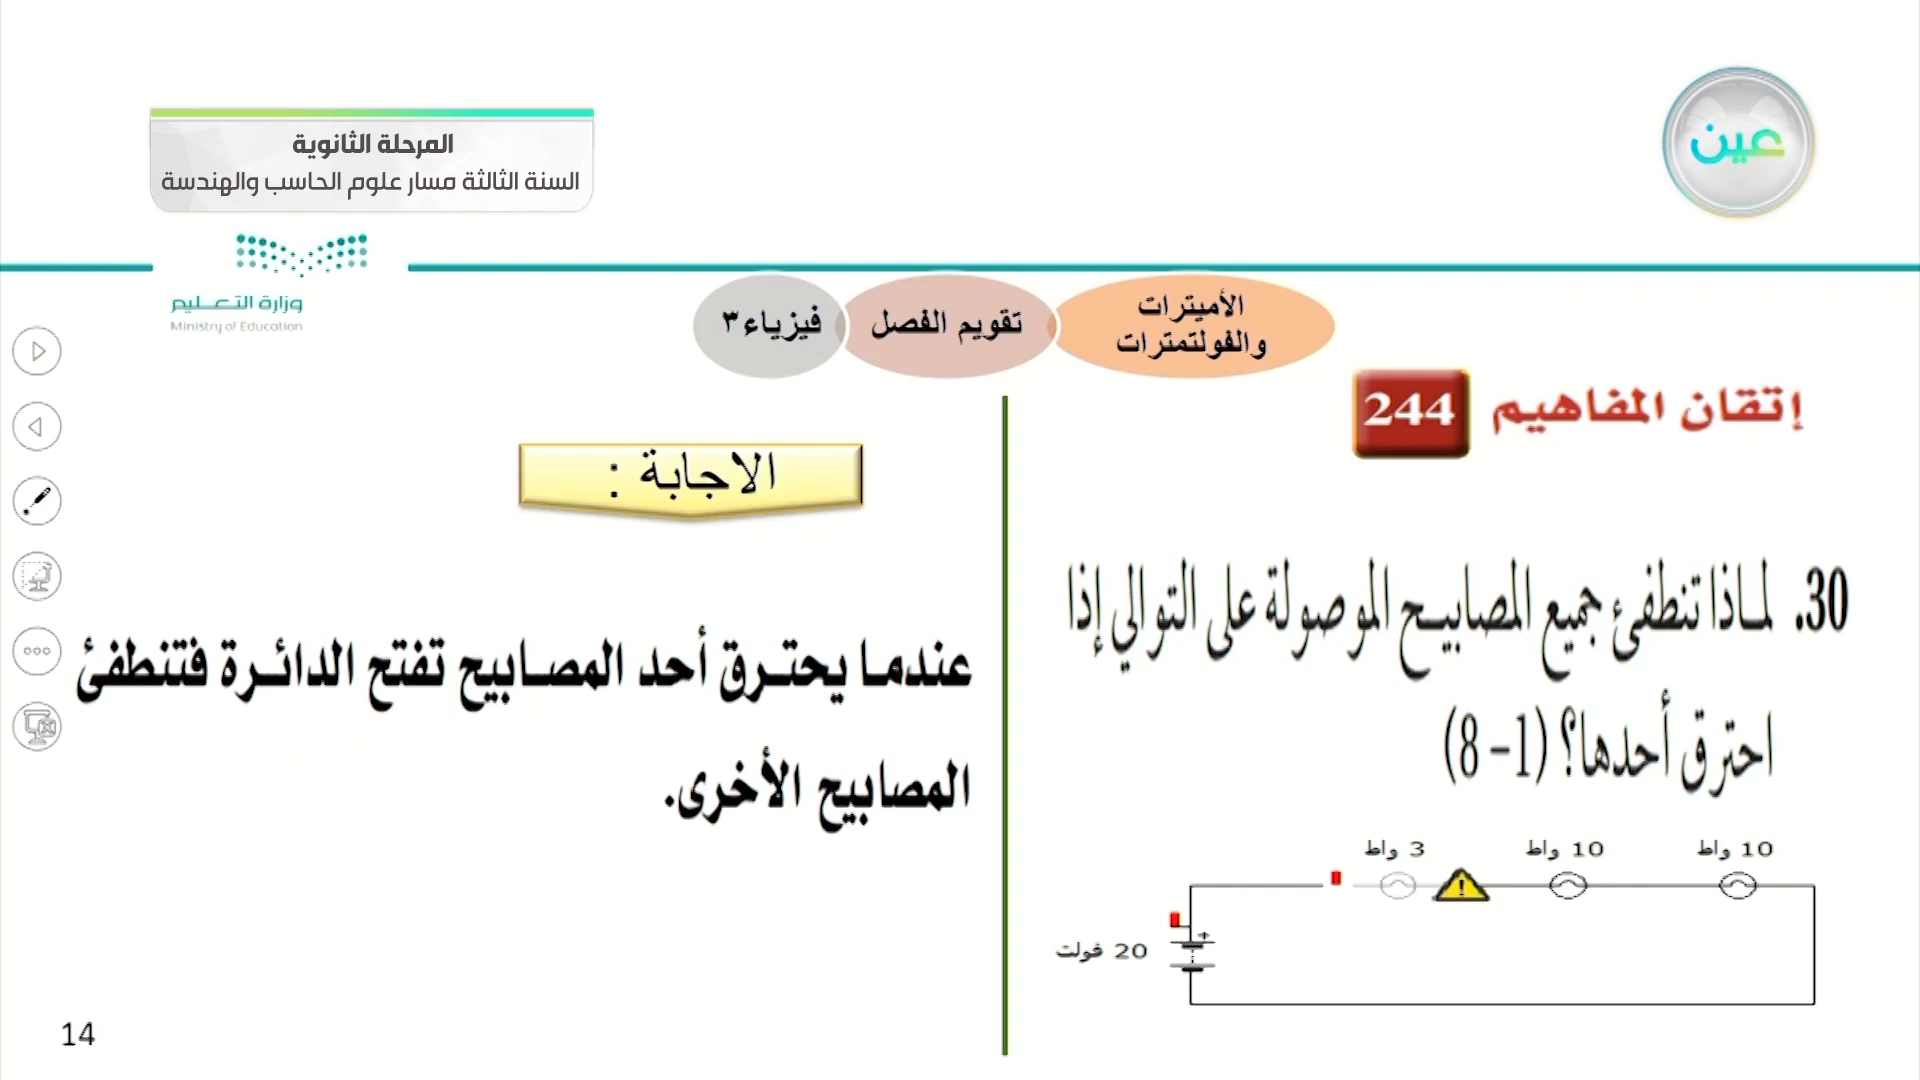 عين
المرحلة الثانوية
السنة الثالثة مسار علوم الحاسب والهندسة
وزارة التعليم
Ministry of Education
الأميترات
والفولتمترات
تقويم الفصل
فيزياء٣
إتقان المفاهيم 244
30. لماذا تنطفئ جميع المصابيح الموصولة على التوالي إذا
احترق أحدها؟ (1-8)
3 واط
10 واط
10 واط
20 فولت
الاجابة :
عندما يحترق أحد المصابيح تفتح الدائرة فتنطفئ
المصابيح الأخرى.
14